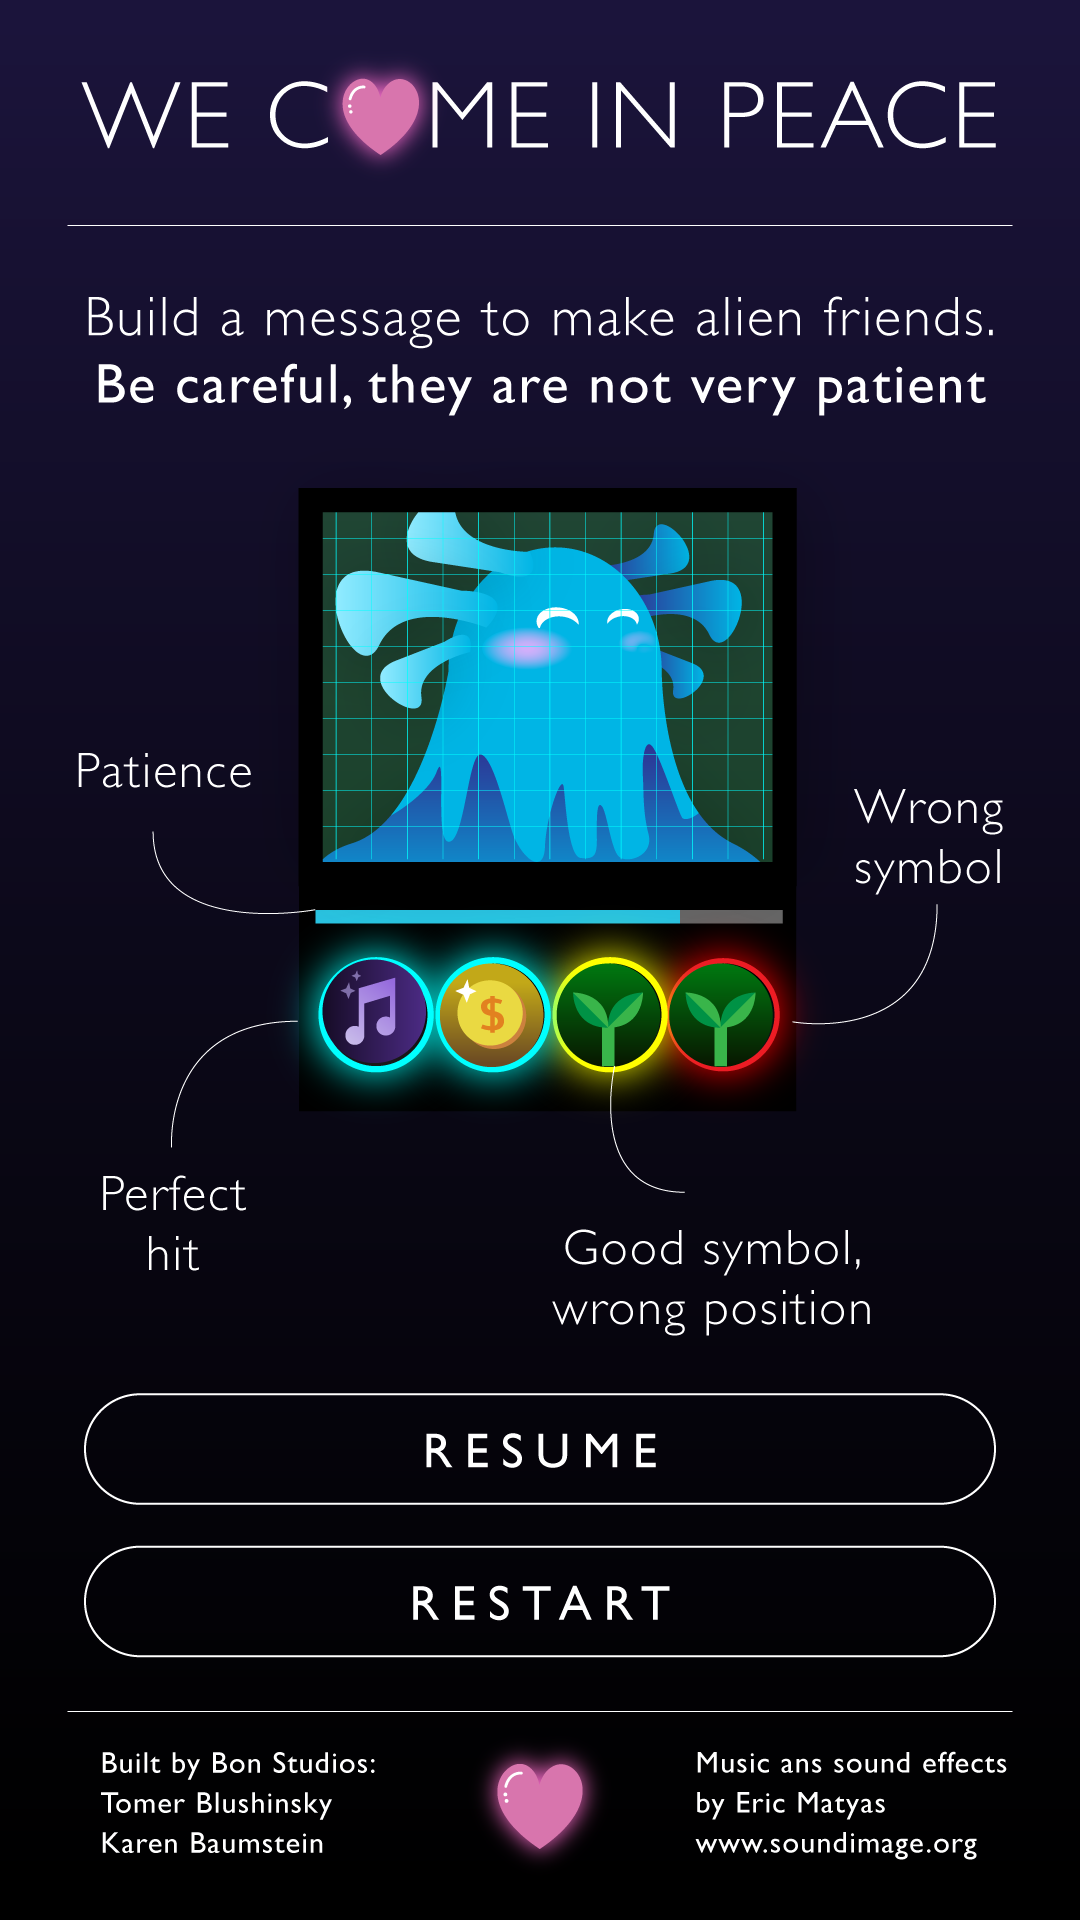 WE COME IN PEACE
Build a message to make alien friends.
Be careful, they are not very patient
Patience
Wrong
symbol
$
Perfect
hit
Good symbol,
wrong position
RESUME
RESTART
Built by Bon Studios:
Tomer Blushinsky
Karen Baumstein
Music ans sound effects
by Eric Matyas
www.soundimage.org